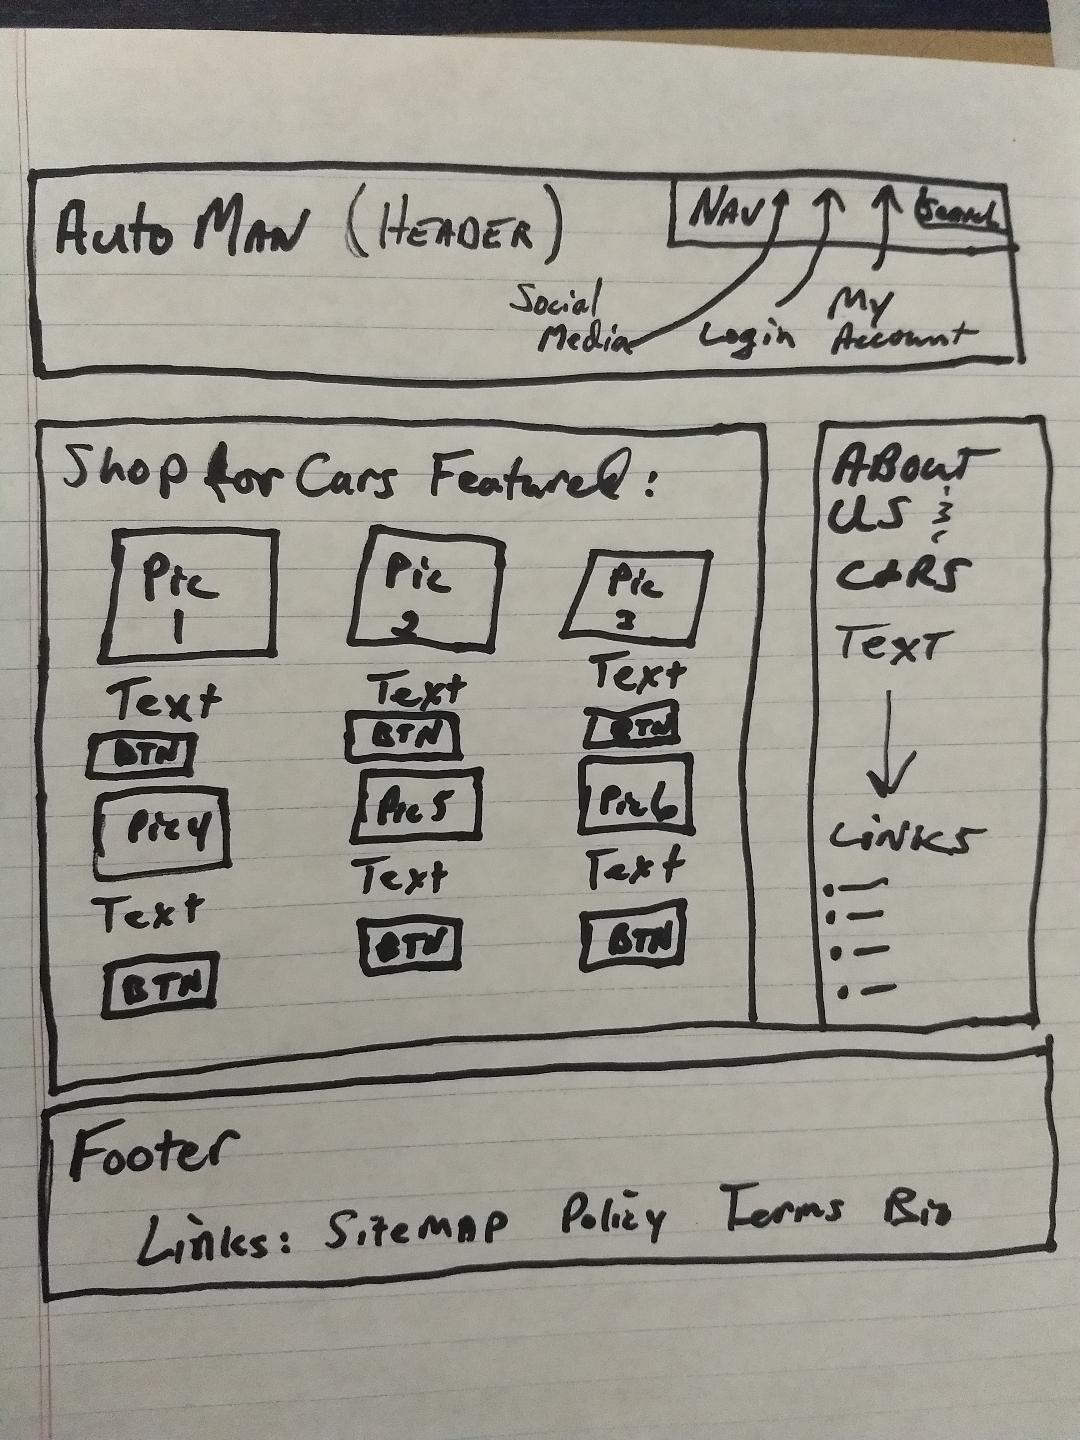 Auto MAN (HEADER)
NAV Search
Social Media
Login
My Account
Shop for Cars Featured:
Pic 1
Pic 2
Pic 3
Text
Text
Text
BTN
BTN
BTN
Pic 4
Pic 5
Pic 6
Text
Text
Text
BTN
BTN
BTN
ABOUT
US &
CARS
TEXT
LINKS
Footer
Links: SiteMAP Policy Terms Bio